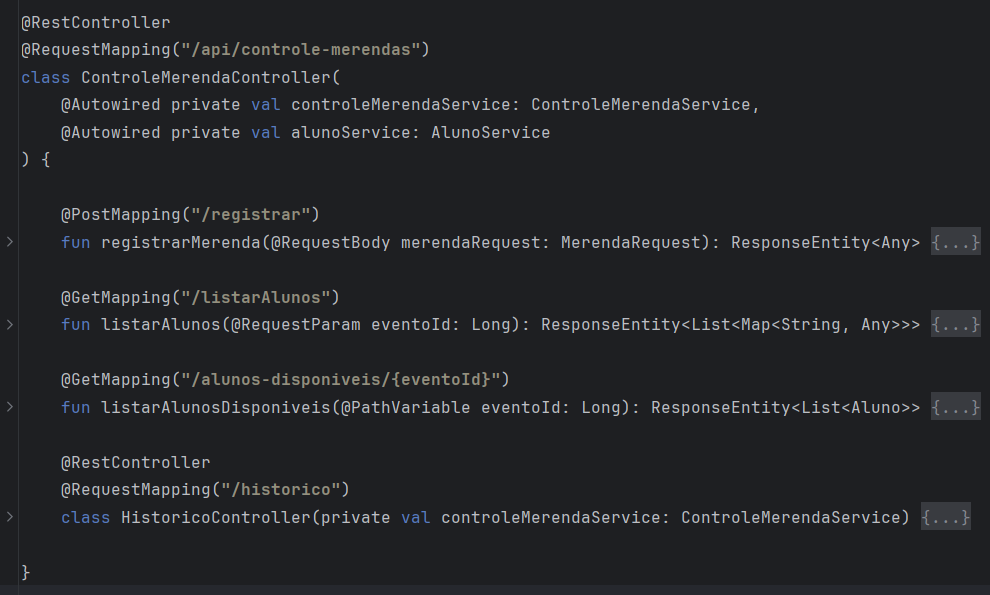 @RestController
@RequestMapping("/api/controle-merendas")
class ControleMerendaController(
    @Autowired private val controleMerendaService: ControleMerendaService,
    @Autowired private val alunoService: AlunoService
) {
    @PostMapping("/registrar")
    fun registrarMerenda(@RequestBody merendaRequest: MerendaRequest): ResponseEntity<Any> {...}
    @GetMapping("/listarAlunos")
    fun listarAlunos(@RequestParam eventoId: Long): ResponseEntity<List<Map<String, Any>>> {...}
    @GetMapping("/alunos-disponiveis/{eventoId}")
    fun listarAlunosDisponiveis(@PathVariable eventoId: Long): ResponseEntity<List<Aluno>> {...}
    @RestController
    @RequestMapping("/historico")
    class HistoricoController(private val controleMerendaService: ControleMerendaService) {...}
}